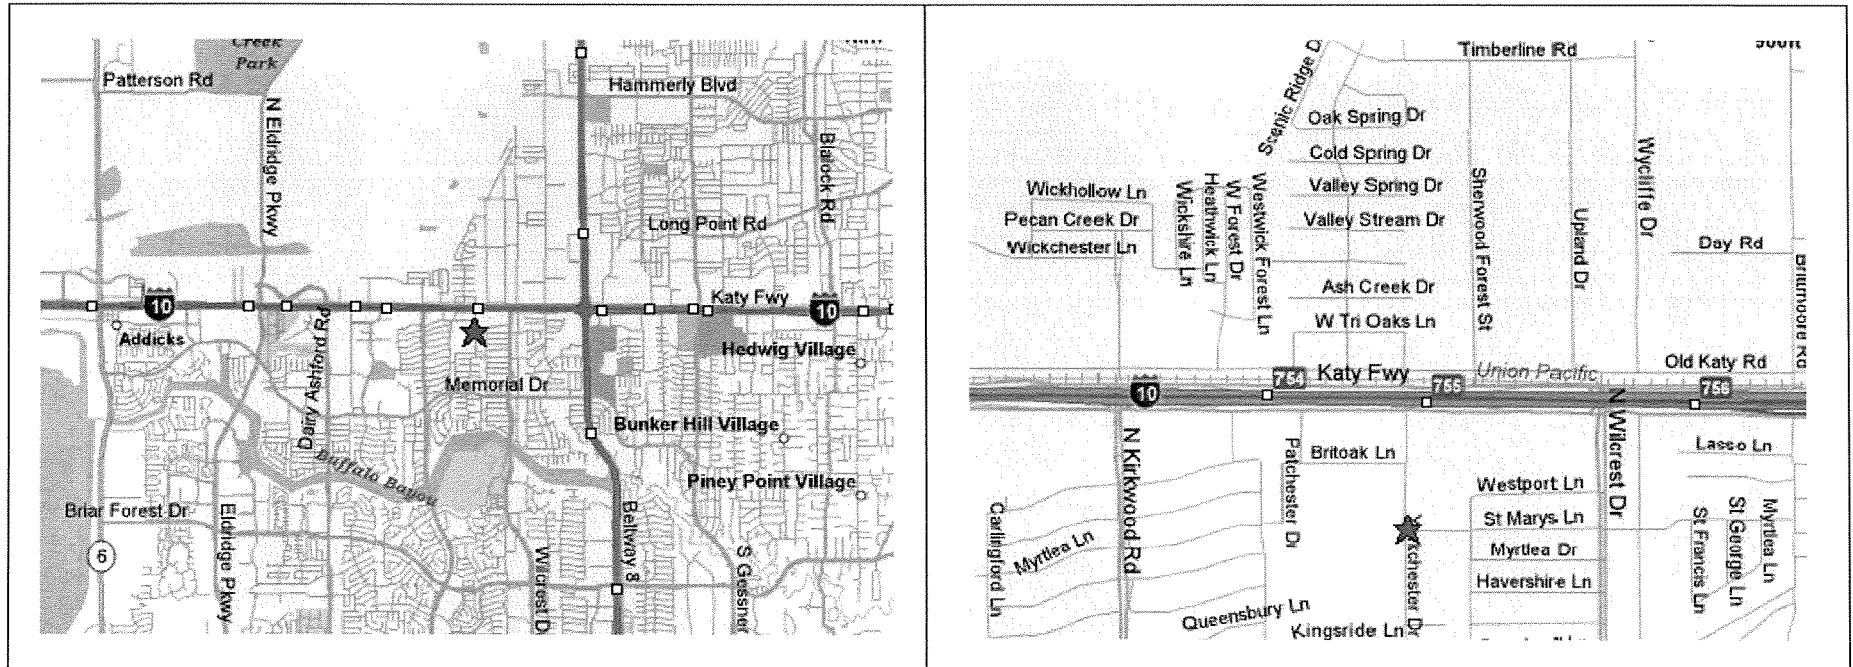 Creek
Park
Patterson Rd
N Eldridge Pkwy
Hammerly Blvd
Blalock Rd
Long Point Rd
10
Katy Fwy
10
Addicks
Dairy Ashford Rd
Hedwig Village
Memorial Dr
Bunker Hill Village
Buffalo Bayou
Piney Point Village
Briar Forest Dr
Eldridge Pkwy
6
Wilcrest D
Beltway 8
S Gessner
Timberline Rd
900ft
Scenic Ridge D
Oak Spring Dr
Cold Spring Dr
Wycliffe Dr
Wickhollow Ln
Wickshire Ln
Heathwick Ln
W Forest Dr
Westwick Forest Ln
Valley Spring Dr
Sherwood Forest St
Pecan Creek Dr
Valley Stream Dr
Upland Dr
Wickchester Ln
Day Rd
Brittmoore Rd
Ash Creek Dr
W Tri Oaks Ln
Old Katy Rd
754
Katy Fwy
755
Union Pacific
756
10
N Kirkwood Rd
Patchester Dr
Britoak Ln
N Wilcrest Dr
Lasso Ln
Westport Ln
Carlingford Ln
Myrtlea Ln
St Marys Ln
St Francis Ln
St George Ln
Myrtlea Ln
Myrtlea Dr
Havershire Ln
Queensbury Ln
Kingsride Ln